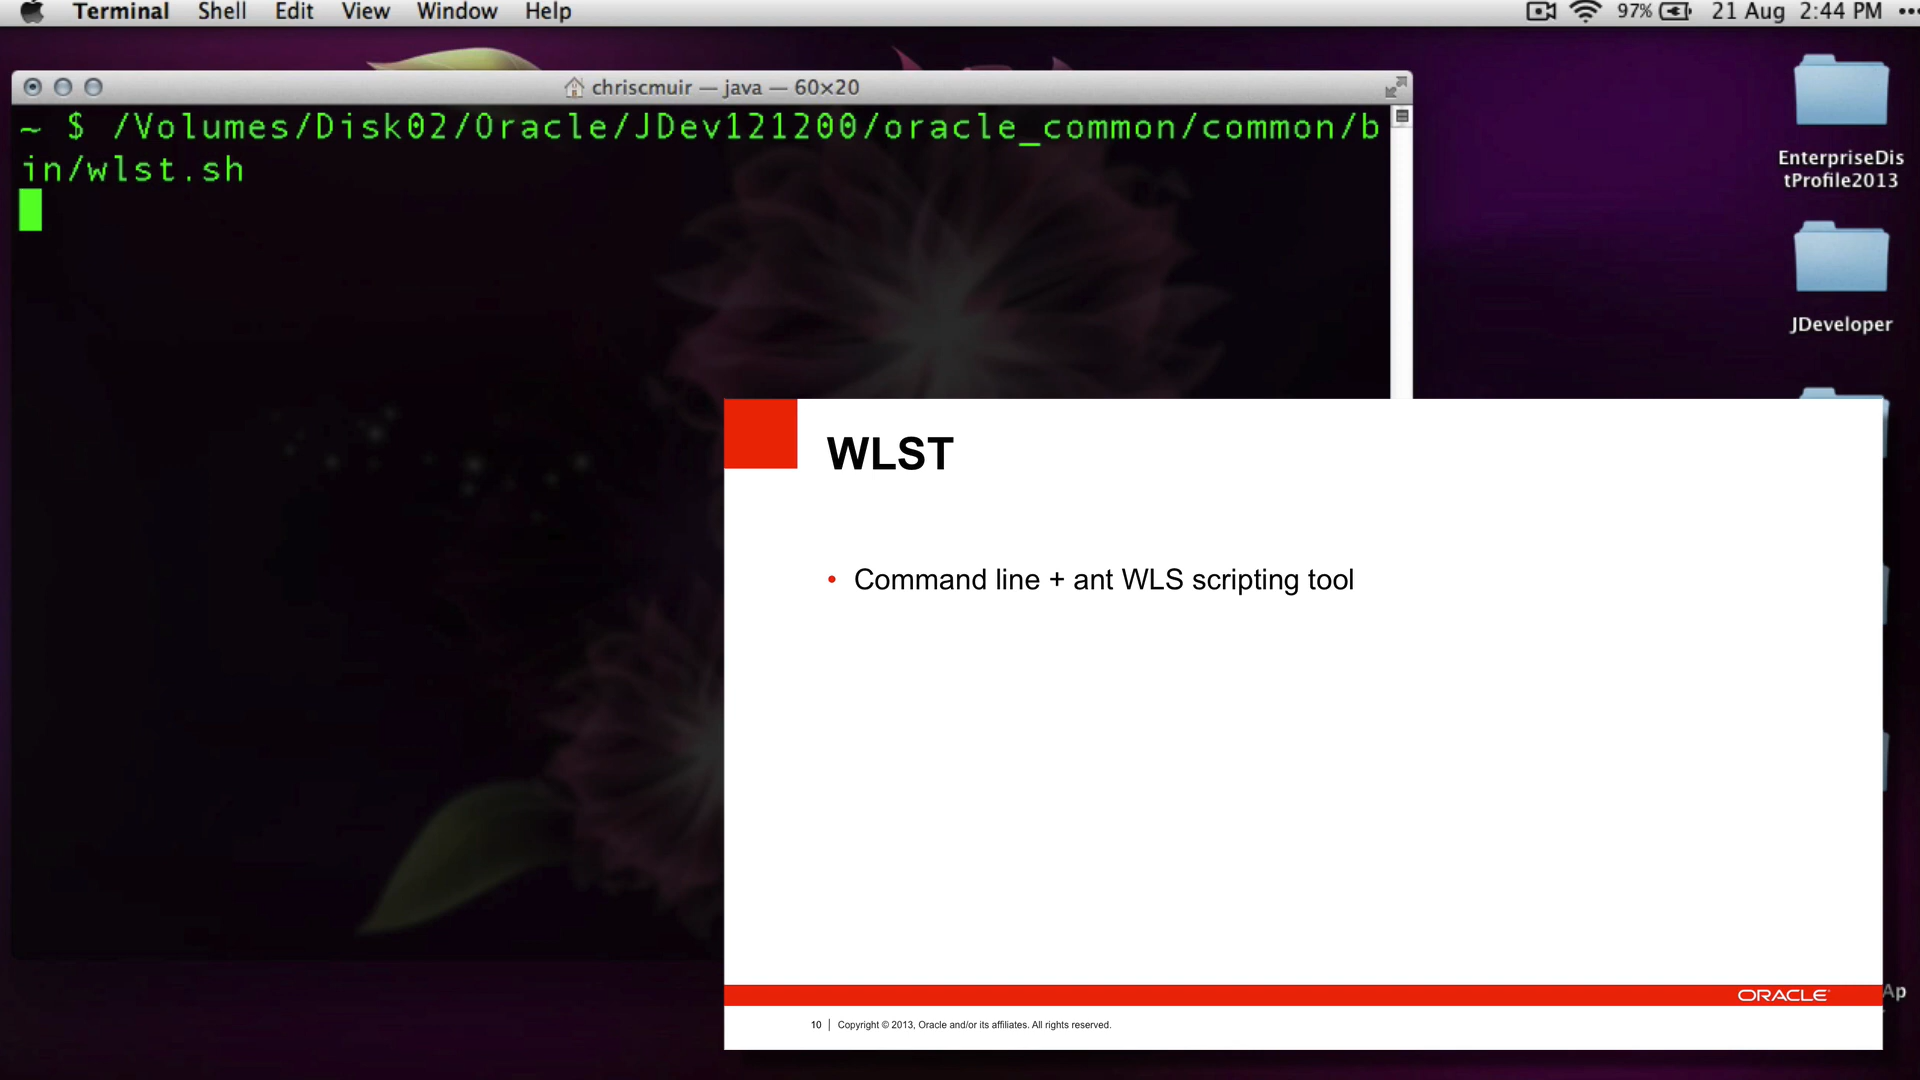 Terminal Shell Edit View Window Help 97% 21 Aug 2:44 PM
chriscmuir — java — 60×20
~ $ /Volumes/Disk02/Oracle/JDev121200/oracle_common/common/b
in/wlst.sh
EnterpriseDis
tProfile2013
JDeveloper
WLST
• Command line + ant WLS scripting tool
ORACLE
Ap
10 | Copyright © 2013, Oracle and/or its affiliates. All rights reserved.